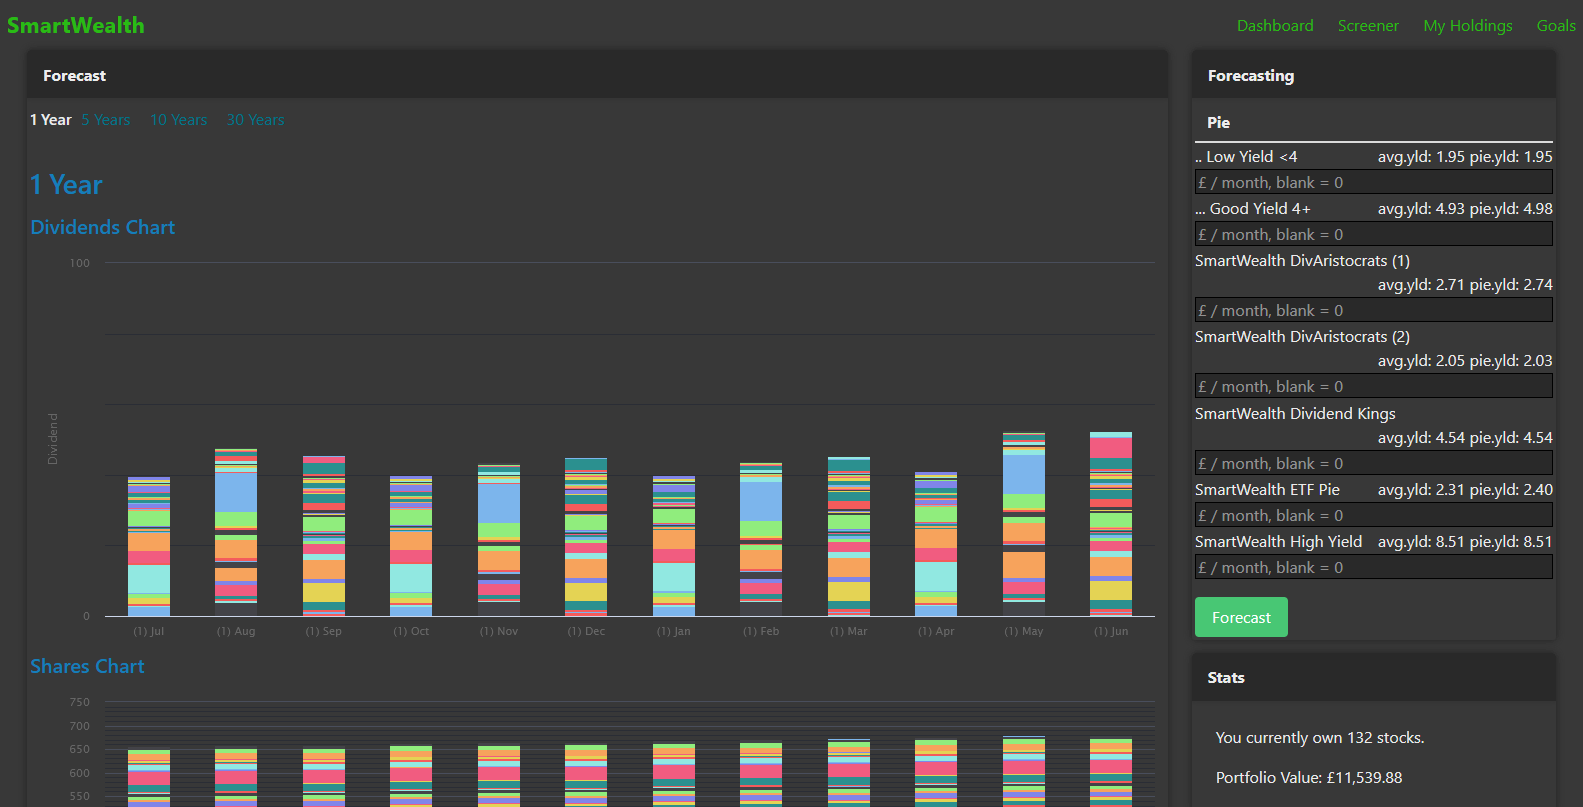 SmartWealth
Dashboard Screener My Holdings Goals
Forecast
1 Year 5 Years 10 Years 30 Years
1 Year
Dividends Chart
100
Dividend
0
(1) Jul (1) Aug (1) Sep (1) Oct (1) Nov (1) Dec (1) Jan (1) Feb (1) Mar (1) Apr (1) May (1) Jun
Shares Chart
750
700
650
600
550
Forecasting
Pie
.. Low Yield <4 avg.yld: 1.95 pie.yld: 1.95
£ / month, blank = 0
... Good Yield 4+ avg.yld: 4.93 pie.yld: 4.98
£ / month, blank = 0
SmartWealth DivAristocrats (1)
avg.yld: 2.71 pie.yld: 2.74
£ / month, blank = 0
SmartWealth DivAristocrats (2)
avg.yld: 2.05 pie.yld: 2.03
£ / month, blank = 0
SmartWealth Dividend Kings
avg.yld: 4.54 pie.yld: 4.54
£ / month, blank = 0
SmartWealth ETF Pie avg.yld: 2.31 pie.yld: 2.40
£ / month, blank = 0
SmartWealth High Yield avg.yld: 8.51 pie.yld: 8.51
£ / month, blank = 0
Forecast
Stats
You currently own 132 stocks.
Portfolio Value: £11,539.88